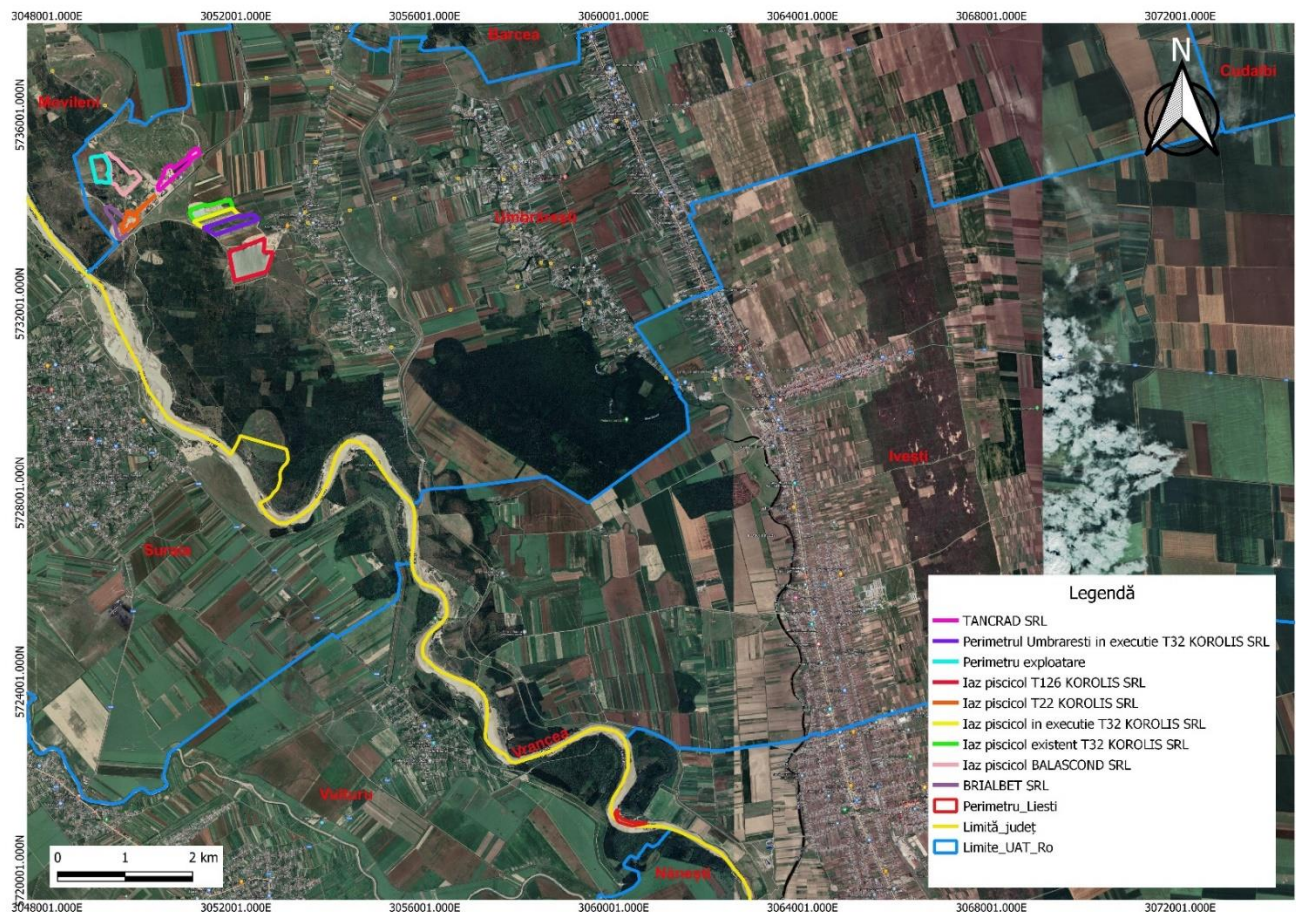 3048001.000E 3052001.000E 3056001.000E 3060001.000E 3064001.000E 3068001.000E 3072001.000E
N
Barcea
Cudalbi
Movileni
5736001.000N
Umbrărești
5732001.000N
Ivești
5728001.000N
Suraia
Legendă
TANCRAD SRL
Perimetrul Umbraresti in executie T32 KOROLIS SRL
Perimetru exploatare
Iaz piscicol T126 KOROLIS SRL
Iaz piscicol T22 KOROLIS SRL
Iaz piscicol in executie T32 KOROLIS SRL
Iaz piscicol existent T32 KOROLIS SRL
Iaz piscicol BALASCOND SRL
BRIALBET SRL
Perimetru_Liesti
Limită_județ
Limite_UAT_Ro
5724001.000N
Vrancea
Vulturu
Nănești
0 1 2 km
5720001.000N
3048001.000E 3052001.000E 3056001.000E 3060001.000E 3064001.000E 3068001.000E 3072001.000E